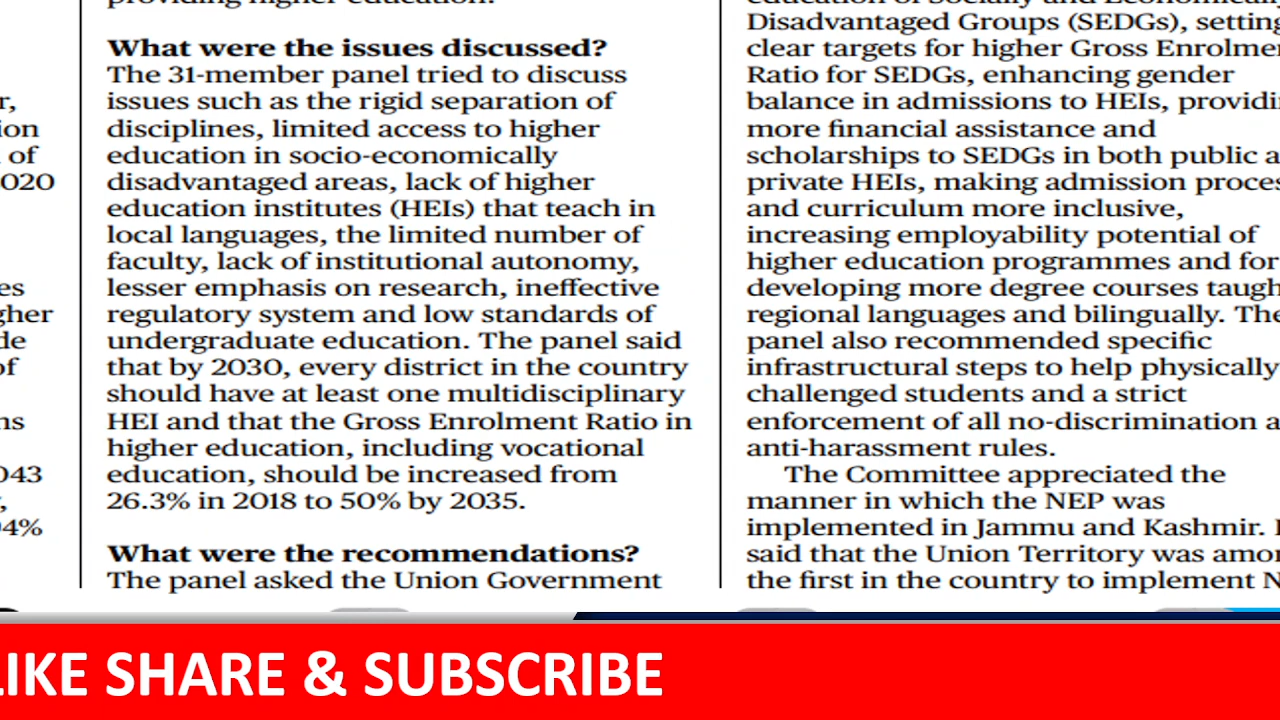 providing higher education.
What were the issues discussed?
The 31-member panel tried to discuss
issues such as the rigid separation of
disciplines, limited access to higher
education in socio-economically
disadvantaged areas, lack of higher
education institutes (HEIs) that teach in
local languages, the limited number of
faculty, lack of institutional autonomy,
lesser emphasis on research, ineffective
regulatory system and low standards of
undergraduate education. The panel said
that by 2030, every district in the country
should have at least one multidisciplinary
HEI and that the Gross Enrolment Ratio in
higher education, including vocational
education, should be increased from
26.3% in 2018 to 50% by 2035.
What were the recommendations?
The panel asked the Union Government
education of Socially and Economically
Disadvantaged Groups (SEDGs), setting
clear targets for higher Gross
Ratio for SEDGs, enhancing gender
balance in admissions to HEIs,
more financial assistance and
scholarships to SEDGs in both public
private HEIs, making admission
and curriculum more inclusive,
increasing employability potential of
higher education programmes and for
developing more degree courses
regional languages and bilingually.
panel also recommended specific
infrastructural steps to help physically
challenged students and a strict
enforcement of all no-discrimination
anti-harassment rules.
The Committee appreciated the
manner in which the NEP was
implemented in Jammu and Kashmir.
said that the Union Territory was
the first in the country to implement
LIKE SHARE & SUBSCRIBE